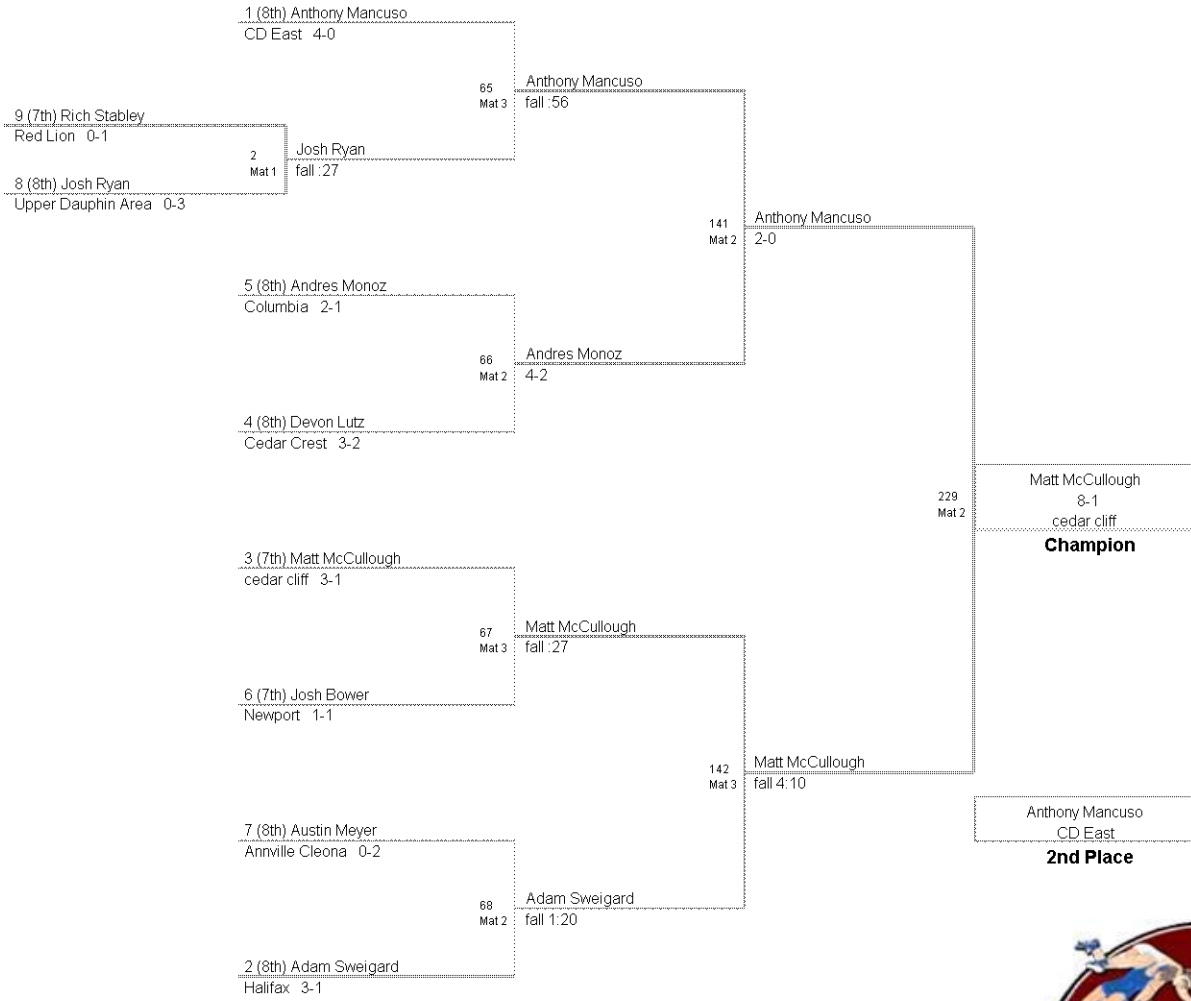 1 (8th) Anthony Mancuso
CD East 4-0
65
Mat 3
Anthony Mancuso
fall :56
9 (7th) Rich Stabley
Red Lion 0-1
2
Mat 1
Josh Ryan
fall :27
8 (8th) Josh Ryan
Upper Dauphin Area 0-3
141
Mat 2
Anthony Mancuso
2-0
5 (8th) Andres Monoz
Columbia 2-1
66
Mat 2
Andres Monoz
4-2
4 (8th) Devon Lutz
Cedar Crest 3-2
229
Mat 2
Matt McCullough
8-1
cedar cliff
Champion
3 (7th) Matt McCullough
cedar cliff 3-1
67
Mat 3
Matt McCullough
fall :27
6 (7th) Josh Bower
Newport 1-1
142
Mat 3
Matt McCullough
fall 4:10
Anthony Mancuso
CD East
2nd Place
7 (8th) Austin Meyer
Annville Cleona 0-2
68
Mat 2
Adam Sweigard
fall 1:20
2 (8th) Adam Sweigard
Halifax 3-1